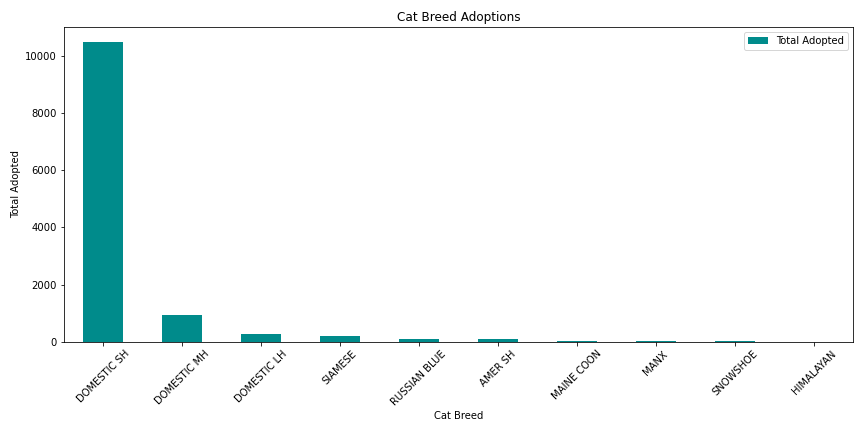 Cat Breed Adoptions
Total Adopted
Total Adopted
10000
8000
6000
4000
2000
0
DOMESTIC SH
DOMESTIC MH
DOMESTIC LH
SIAMESE
RUSSIAN BLUE
AMER SH
MAINE COON
MANX
SNOWSHOE
HIMALAYAN
Cat Breed